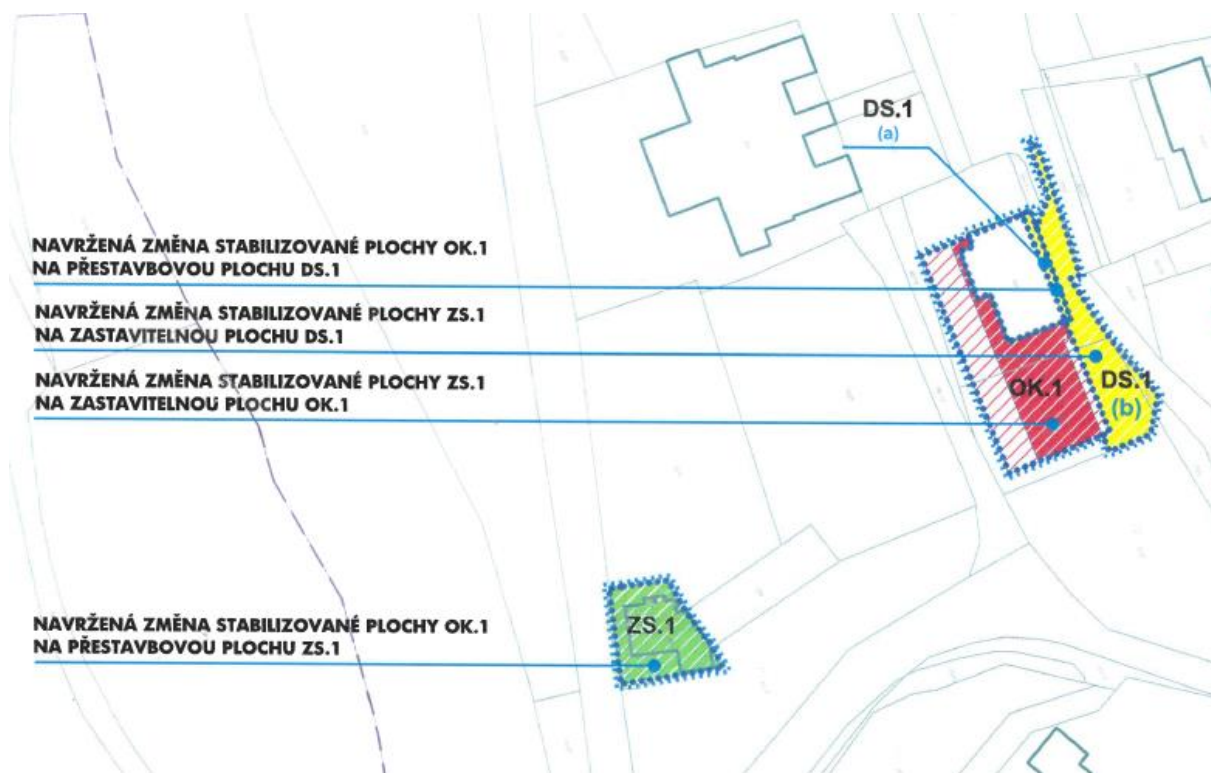 DS.1
(a)
NAVRŽENÁ ZMĚNA STABILIZOVANÉ PLOCHY OK.1
NA PŘESTAVBOVOU PLOCHU DS.1
NAVRŽENÁ ZMĚNA STABILIZOVANÉ PLOCHY ZS.1
NA ZASTAVITELNOU PLOCHU DS.1
NAVRŽENÁ ZMĚNA STABILIZOVANÉ PLOCHY ZS.1
NA ZASTAVITELNOU PLOCHU OK.1
OK.1
DS.1
(b)
NAVRŽENÁ ZMĚNA STABILIZOVANÉ PLOCHY OK.1
NA PŘESTAVBOVOU PLOCHU ZS.1
ZS.1